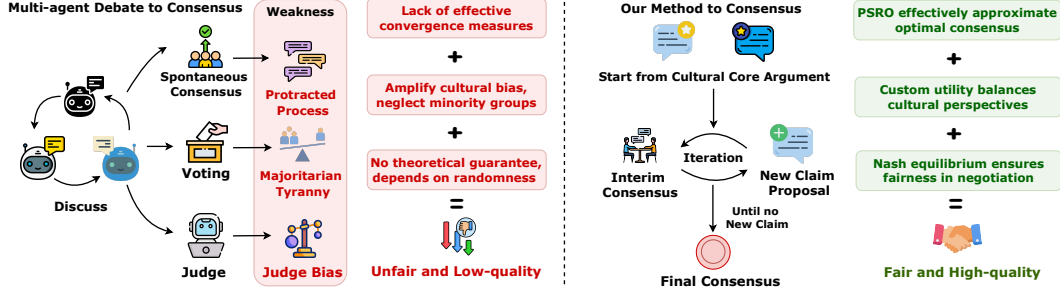 Multi-agent Debate to Consensus
Discuss
Spontaneous
Consensus
Voting
Judge
Weakness
Protracted
Process
Majoritarian
Tyranny
Judge Bias
Lack of effective
convergence measures
+
Amplify cultural bias,
neglect minority groups
+
No theoretical guarantee,
depends on randomness
=
Unfair and Low-quality
Our Method to Consensus
Start from Cultural Core Argument
Iteration
Interim
Consensus
New Claim
Proposal
Until no
New Claim
Final Consensus
PSRO effectively approximate
optimal consensus
+
Custom utility balances
cultural perspectives
+
Nash equilibrium ensures
fairness in negotiation
=
Fair and High-quality